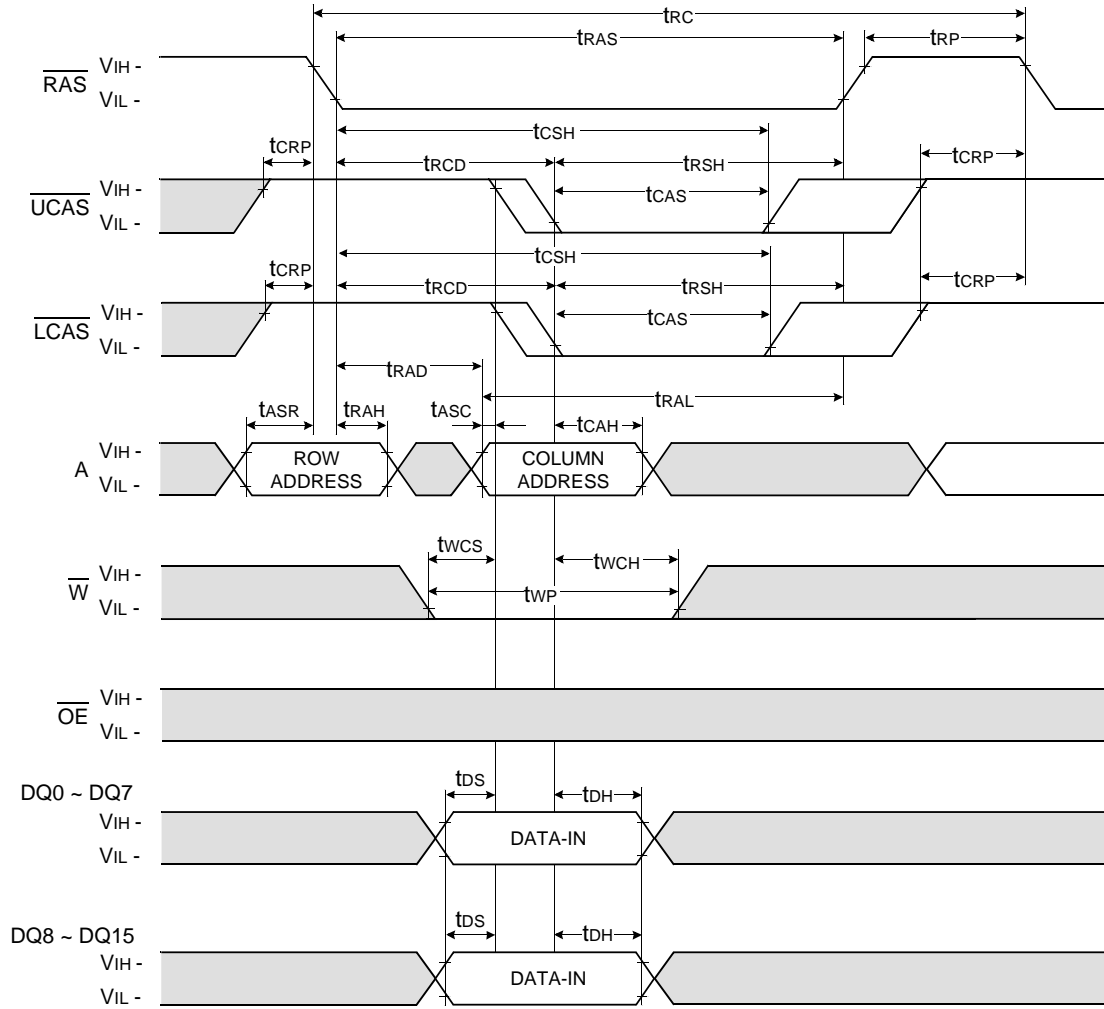 tRC
tRAS
tRP
RAS
VIH -
VIL -
tCSH
tCRP
tRCD
tRSH
tCRP
UCAS
VIH -
VIL -
tCAS
tCSH
tCRP
tRCD
tRSH
tCRP
LCAS
VIH -
VIL -
tCAS
tRAD
tRAL
tASR
tRAH
tASC
tCAH
A
VIH -
VIL -
ROW
ADDRESS
COLUMN
ADDRESS
tWCS
tWCH
W
VIH -
VIL -
tWP
OE
VIH -
VIL -
tDS
tDH
DQ0 ~ DQ7
VIH -
VIL -
DATA-IN
tDS
tDH
DQ8 ~ DQ15
VIH -
VIL -
DATA-IN